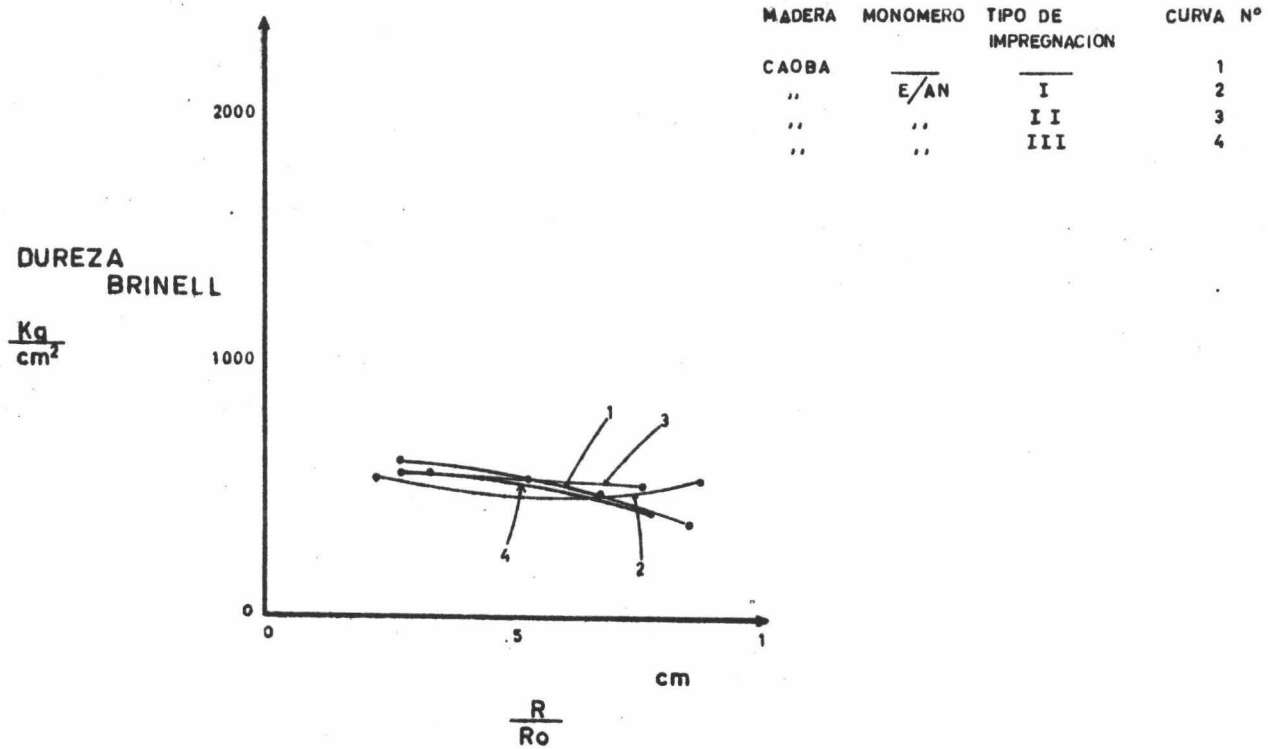 MADERA MONOMERO TIPO DE IMPREGNACION CURVA Nº
CAOBA 1
,, E/AN I 2
,, ,, II 3
,, ,, III 4
2000
DUREZA
BRINELL
Kg
cm²
1000
1
3
4
2
0
0
.5
1
cm
R
Ro